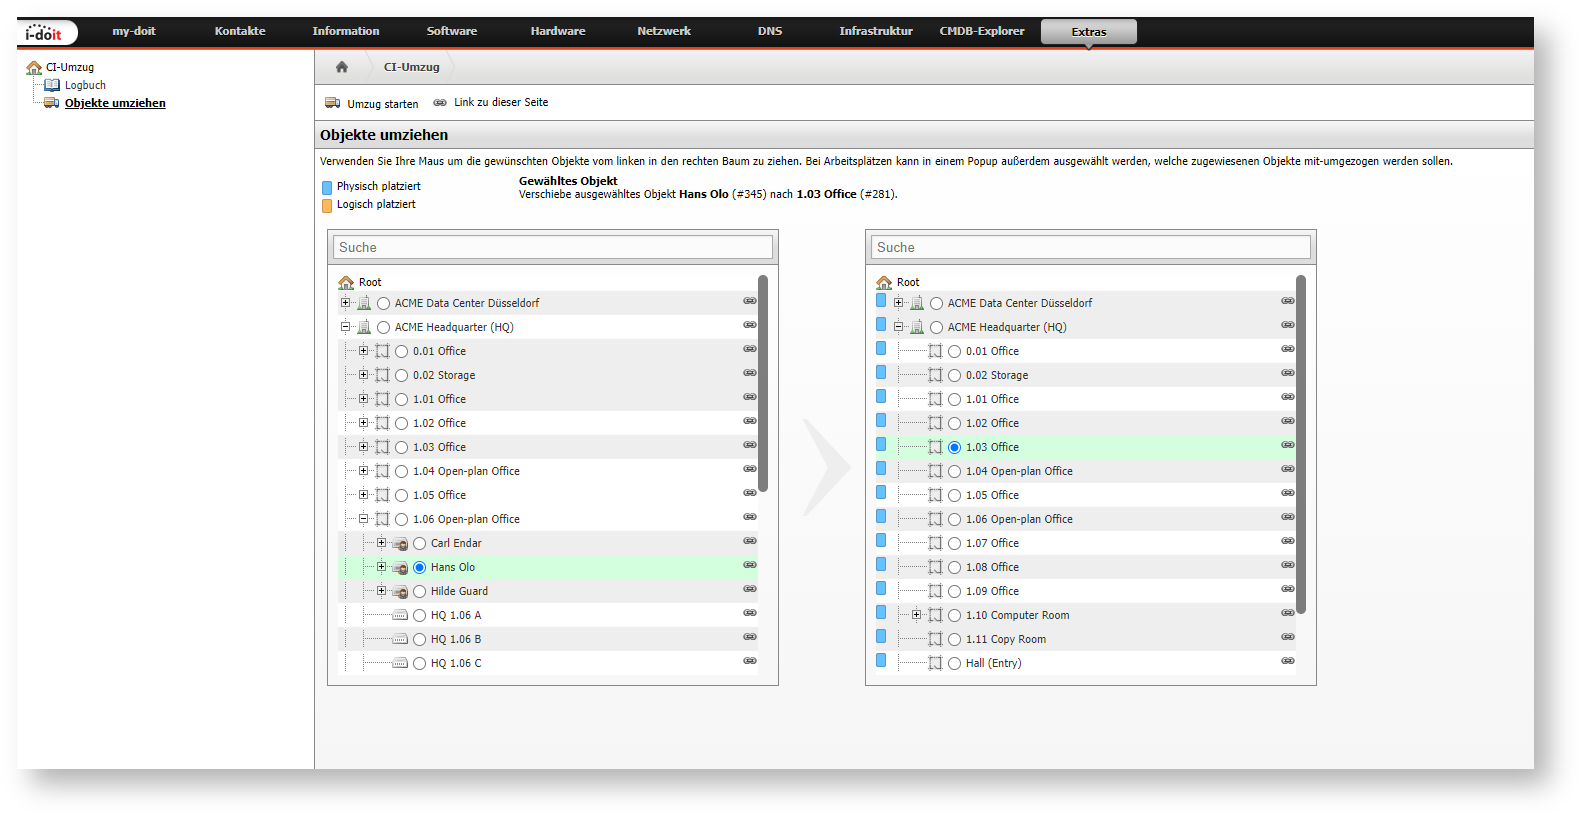 i-doit
my-doit Kontakte Information Software Hardware Netzwerk DNS Infrastruktur CMDB-Explorer Extras
CI-Umzug
Logbuch
Objekte umziehen
CI-Umzug
Umzug starten Link zu dieser Seite
Objekte umziehen
Verwenden Sie Ihre Maus um die gewünschten Objekte vom linken in den rechten Baum zu ziehen. Bei Arbeitsplätzen kann in einem Popup außerdem ausgewählt werden, welche zugewiesenen Objekte mit-umgezogen werden sollen.
Physisch platziert
Logisch platziert
Gewähltes Objekt
Verschiebe ausgewähltes Objekt Hans Olo (#345) nach 1.03 Office (#281).
Suche
Root
ACME Data Center Düsseldorf
ACME Headquarter (HQ)
0.01 Office
0.02 Storage
1.01 Office
1.02 Office
1.03 Office
1.04 Open-plan Office
1.05 Office
1.06 Open-plan Office
Carl Endar
Hans Olo
Hilde Guard
HQ 1.06 A
HQ 1.06 B
HQ 1.06 C
Suche
Root
ACME Data Center Düsseldorf
ACME Headquarter (HQ)
0.01 Office
0.02 Storage
1.01 Office
1.02 Office
1.03 Office
1.04 Open-plan Office
1.05 Office
1.06 Open-plan Office
1.07 Office
1.08 Office
1.09 Office
1.10 Computer Room
1.11 Copy Room
Hall (Entry)